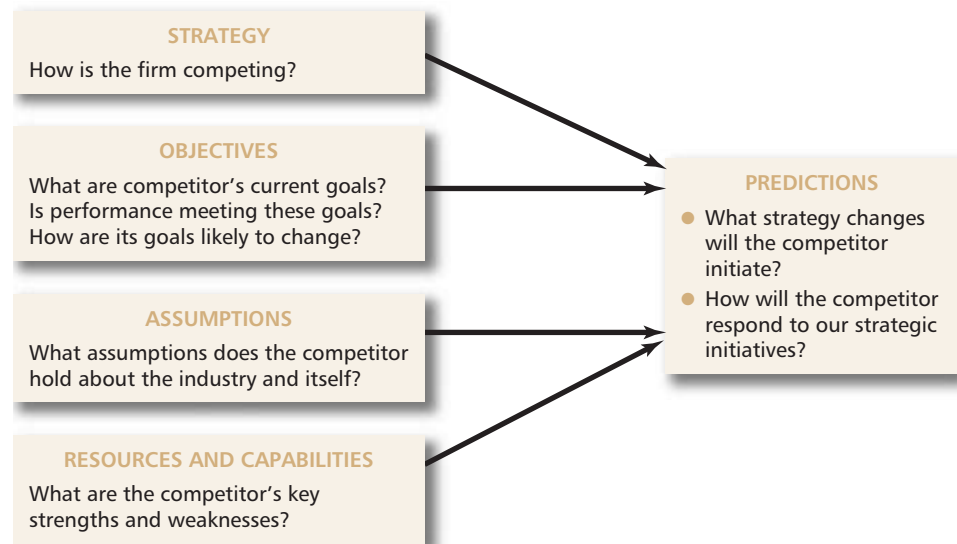 STRATEGY
How is the firm competing?
OBJECTIVES
What are competitor's current goals?
Is performance meeting these goals?
How are its goals likely to change?
ASSUMPTIONS
What assumptions does the competitor
hold about the industry and itself?
RESOURCES AND CAPABILITIES
What are the competitor's key
strengths and weaknesses?
PREDICTIONS
● What strategy changes
will the competitor
initiate?
● How will the competitor
respond to our strategic
initiatives?